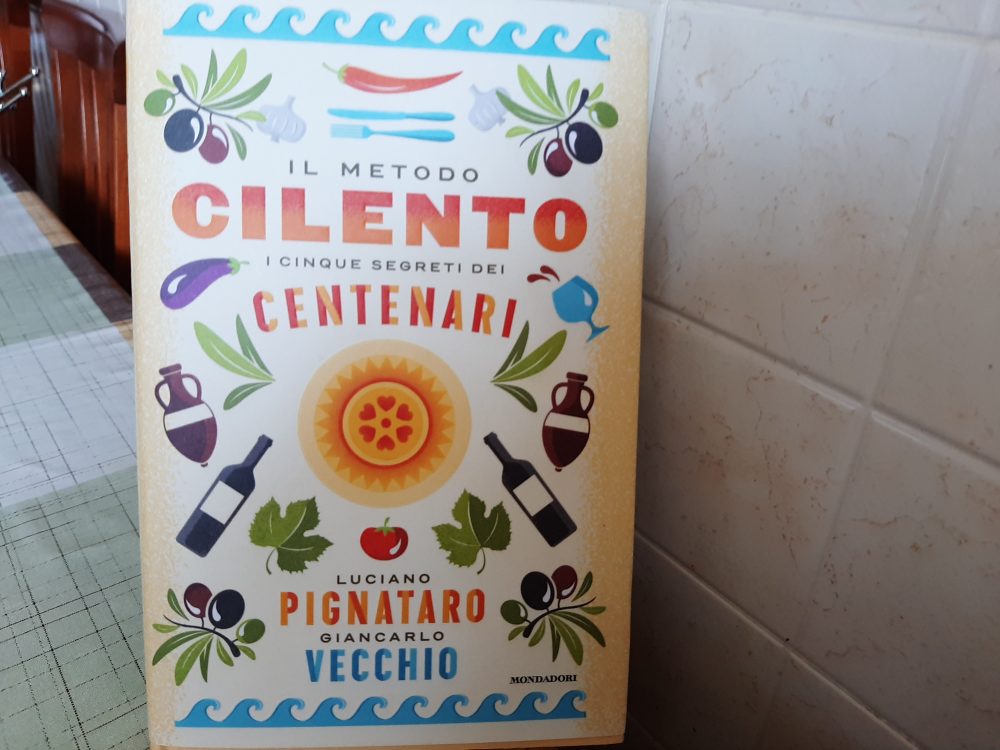 IL METODO
CILENTO
I CINQUE SEGRETI DEI
CENTENARI
LUCIANO
PIGNATARO
GIANCARLO
VECCHIO
MONDADORI